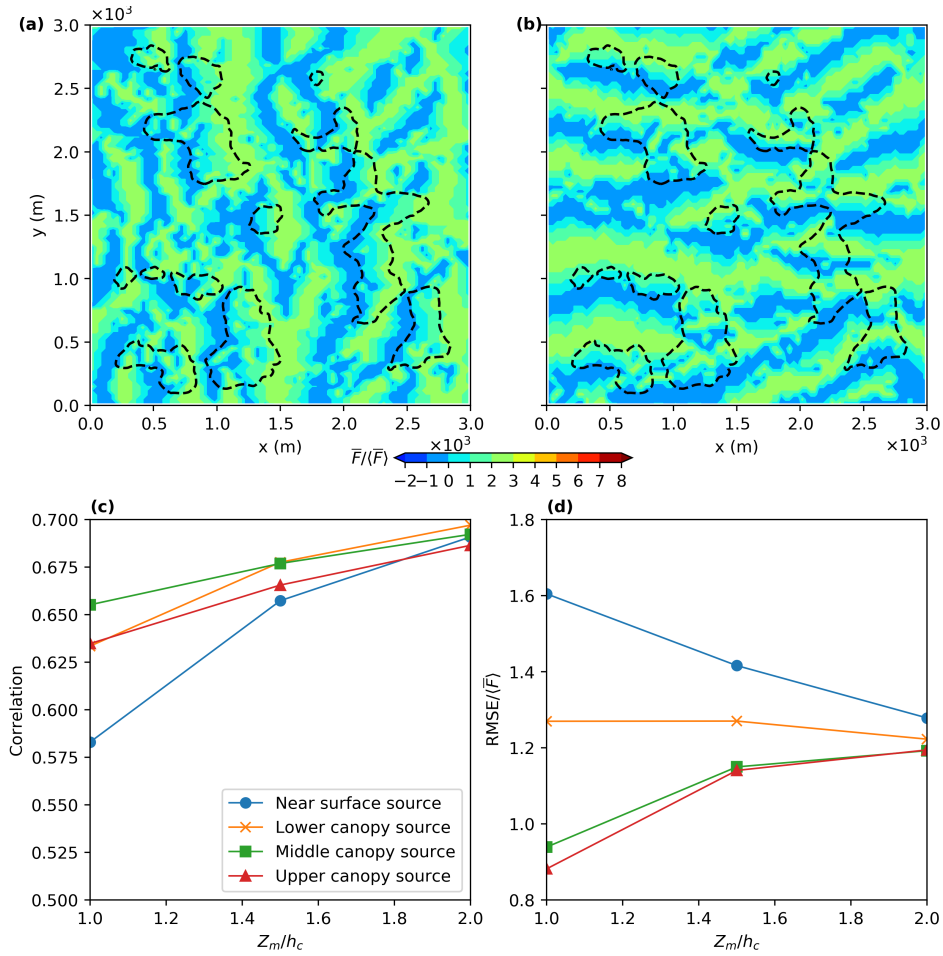 (a)
×10³
3.0
2.5
2.0
1.5
1.0
0.5
0.0
y (m)
0.0 0.5 1.0 1.5 2.0 2.5 3.0
x (m)
×10³
(b)
0.0 0.5 1.0 1.5 2.0 2.5 3.0
x (m)
×10³
F̅/⟨F̅⟩
−2 −1 0 1 2 3 4 5 6 7 8
(c)
0.700
0.675
0.650
0.625
0.600
0.575
0.550
0.525
0.500
Correlation
Near surface source
Lower canopy source
Middle canopy source
Upper canopy source
1.0 1.2 1.4 1.6 1.8 2.0
Zₘ/h꜀
(d)
1.8
1.6
1.4
1.2
1.0
0.8
RMSE/⟨F̅⟩
1.0 1.2 1.4 1.6 1.8 2.0
Zₘ/h꜀